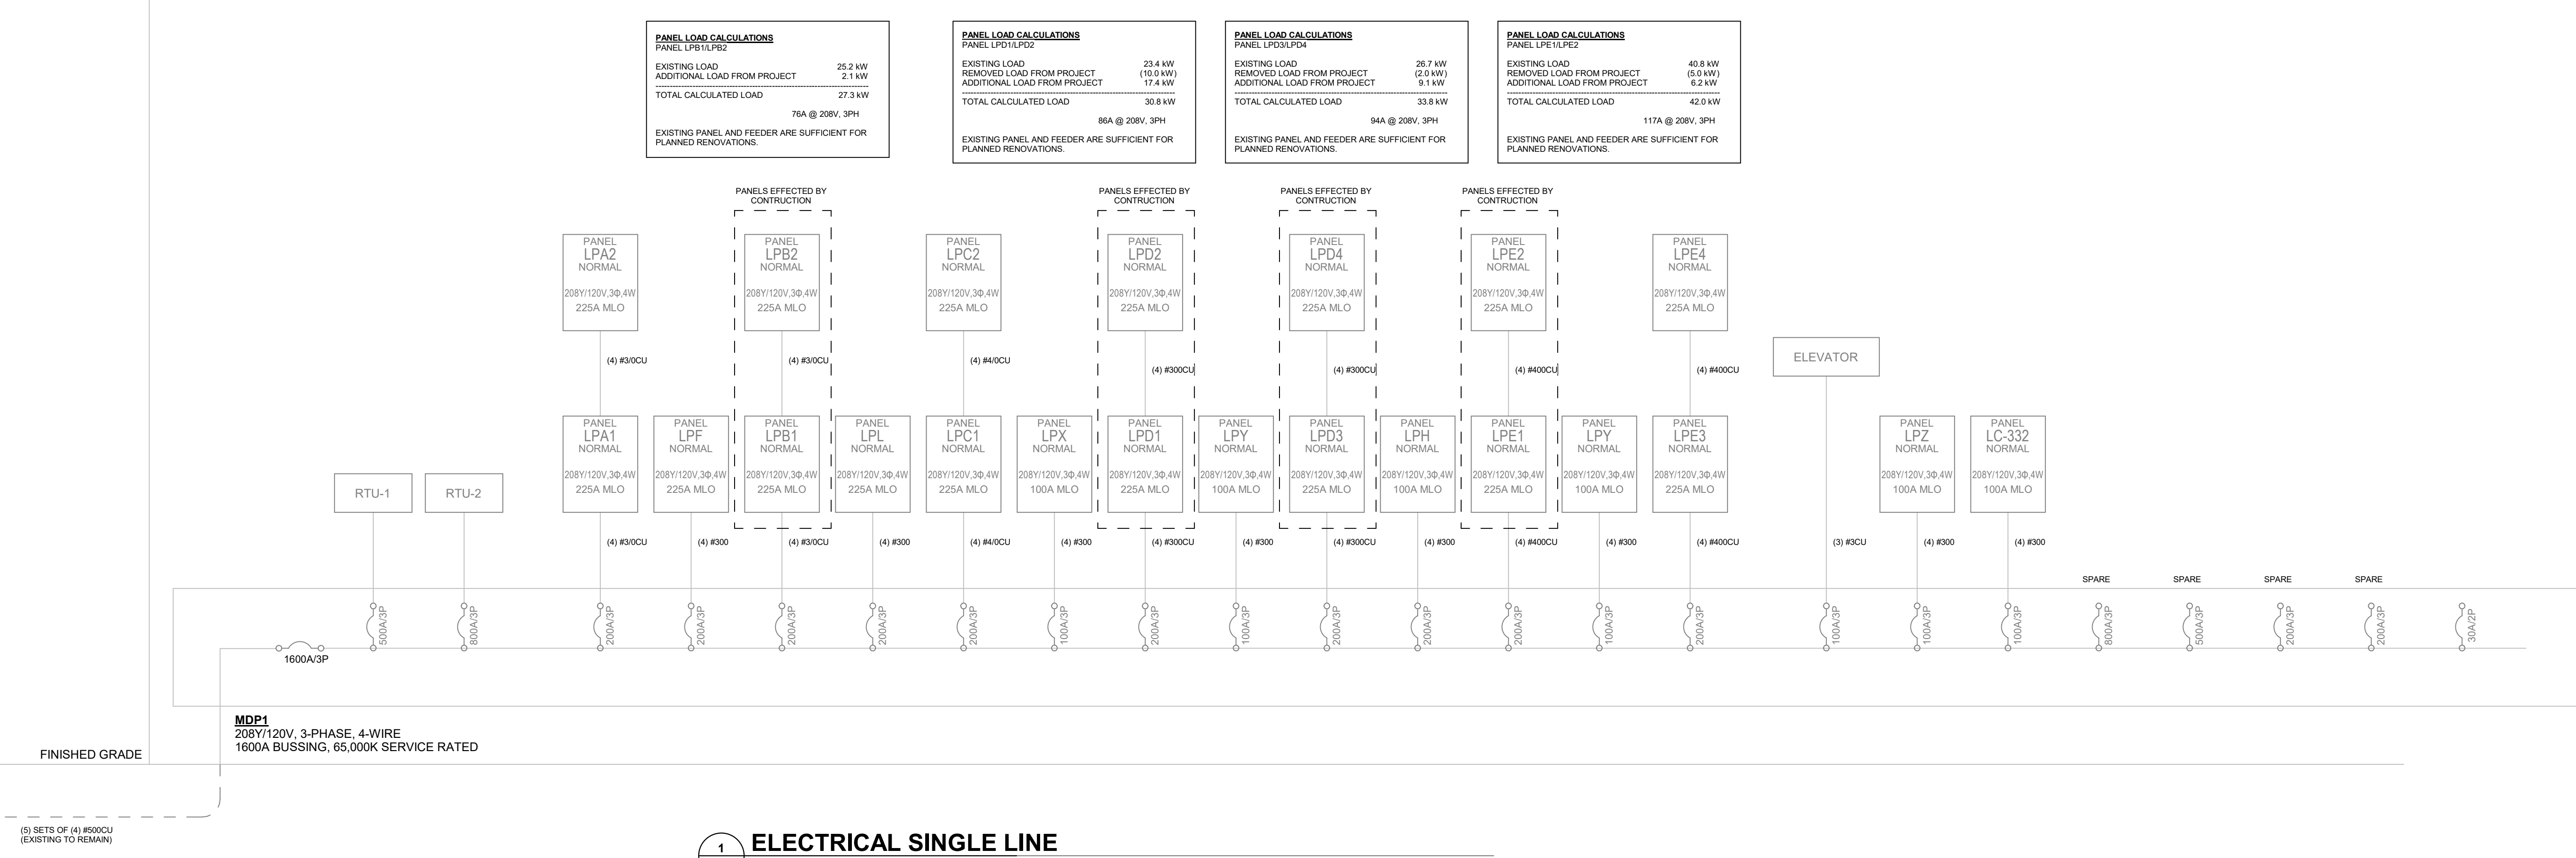 PANEL LOAD CALCULATIONS
PANEL LPB1/LPB2
EXISTING LOAD 25.2 kW
ADDITIONAL LOAD FROM PROJECT 2.1 kW
TOTAL CALCULATED LOAD 27.3 kW
76A @ 208V, 3PH
EXISTING PANEL AND FEEDER ARE SUFFICIENT FOR
PLANNED RENOVATIONS.
PANEL LOAD CALCULATIONS
PANEL LPD1/LPD2
EXISTING LOAD 23.4 kW
REMOVED LOAD FROM PROJECT (10.0 kW)
ADDITIONAL LOAD FROM PROJECT 17.4 kW
TOTAL CALCULATED LOAD 30.8 kW
86A @ 208V, 3PH
EXISTING PANEL AND FEEDER ARE SUFFICIENT FOR
PLANNED RENOVATIONS.
PANEL LOAD CALCULATIONS
PANEL LPD3/LPD4
EXISTING LOAD 26.7 kW
REMOVED LOAD FROM PROJECT (2.0 kW)
ADDITIONAL LOAD FROM PROJECT 9.1 kW
TOTAL CALCULATED LOAD 33.8 kW
94A @ 208V, 3PH
EXISTING PANEL AND FEEDER ARE SUFFICIENT FOR
PLANNED RENOVATIONS.
PANEL LOAD CALCULATIONS
PANEL LPE1/LPE2
EXISTING LOAD 40.8 kW
REMOVED LOAD FROM PROJECT (5.0 kW)
ADDITIONAL LOAD FROM PROJECT 6.2 kW
TOTAL CALCULATED LOAD 42.0 kW
117A @ 208V, 3PH
EXISTING PANEL AND FEEDER ARE SUFFICIENT FOR
PLANNED RENOVATIONS.
PANELS EFFECTED BY
CONTRUCTION
PANELS EFFECTED BY
CONTRUCTION
PANELS EFFECTED BY
CONTRUCTION
PANELS EFFECTED BY
CONTRUCTION
PANEL
LPA2
NORMAL
208Y/120V,3Φ,4W
225A MLO
PANEL
LPB2
NORMAL
208Y/120V,3Φ,4W
225A MLO
PANEL
LPC2
NORMAL
208Y/120V,3Φ,4W
225A MLO
PANEL
LPD2
NORMAL
208Y/120V,3Φ,4W
225A MLO
PANEL
LPD4
NORMAL
208Y/120V,3Φ,4W
225A MLO
PANEL
LPE2
NORMAL
208Y/120V,3Φ,4W
225A MLO
PANEL
LPE4
NORMAL
208Y/120V,3Φ,4W
225A MLO
(4) #3/0CU
(4) #3/0CU
(4) #4/0CU
(4) #300CU
(4) #300CU
(4) #400CU
(4) #400CU
ELEVATOR
RTU-1
RTU-2
PANEL
LPA1
NORMAL
208Y/120V,3Φ,4W
225A MLO
PANEL
LPF
NORMAL
208Y/120V,3Φ,4W
225A MLO
PANEL
LPB1
NORMAL
208Y/120V,3Φ,4W
225A MLO
PANEL
LPL
NORMAL
208Y/120V,3Φ,4W
225A MLO
PANEL
LPC1
NORMAL
208Y/120V,3Φ,4W
225A MLO
PANEL
LPX
NORMAL
208Y/120V,3Φ,4W
100A MLO
PANEL
LPD1
NORMAL
208Y/120V,3Φ,4W
225A MLO
PANEL
LPY
NORMAL
208Y/120V,3Φ,4W
100A MLO
PANEL
LPD3
NORMAL
208Y/120V,3Φ,4W
225A MLO
PANEL
LPH
NORMAL
208Y/120V,3Φ,4W
100A MLO
PANEL
LPE1
NORMAL
208Y/120V,3Φ,4W
225A MLO
PANEL
LPY
NORMAL
208Y/120V,3Φ,4W
100A MLO
PANEL
LPE3
NORMAL
208Y/120V,3Φ,4W
225A MLO
PANEL
LPZ
NORMAL
208Y/120V,3Φ,4W
100A MLO
PANEL
LC-332
NORMAL
208Y/120V,3Φ,4W
100A MLO
(4) #3/0CU
(4) #300
(4) #3/0CU
(4) #300
(4) #4/0CU
(4) #300
(4) #300CU
(4) #300
(4) #300CU
(4) #300
(4) #400CU
(4) #300
(4) #400CU
(3) #3CU
(4) #300
(4) #300
SPARE
SPARE
SPARE
SPARE
1600A/3P
500A/3P
800A/3P
200A/3P
200A/3P
200A/3P
200A/3P
200A/3P
100A/3P
200A/3P
100A/3P
200A/3P
200A/3P
200A/3P
100A/3P
200A/3P
100A/3P
100A/3P
100A/3P
800A/3P
500A/3P
200A/3P
200A/3P
30A/2P
MDP1
208Y/120V, 3-PHASE, 4-WIRE
1600A BUSSING, 65,000K SERVICE RATED
FINISHED GRADE
(5) SETS OF (4) #500CU
(EXISTING TO REMAIN)
1 ELECTRICAL SINGLE LINE